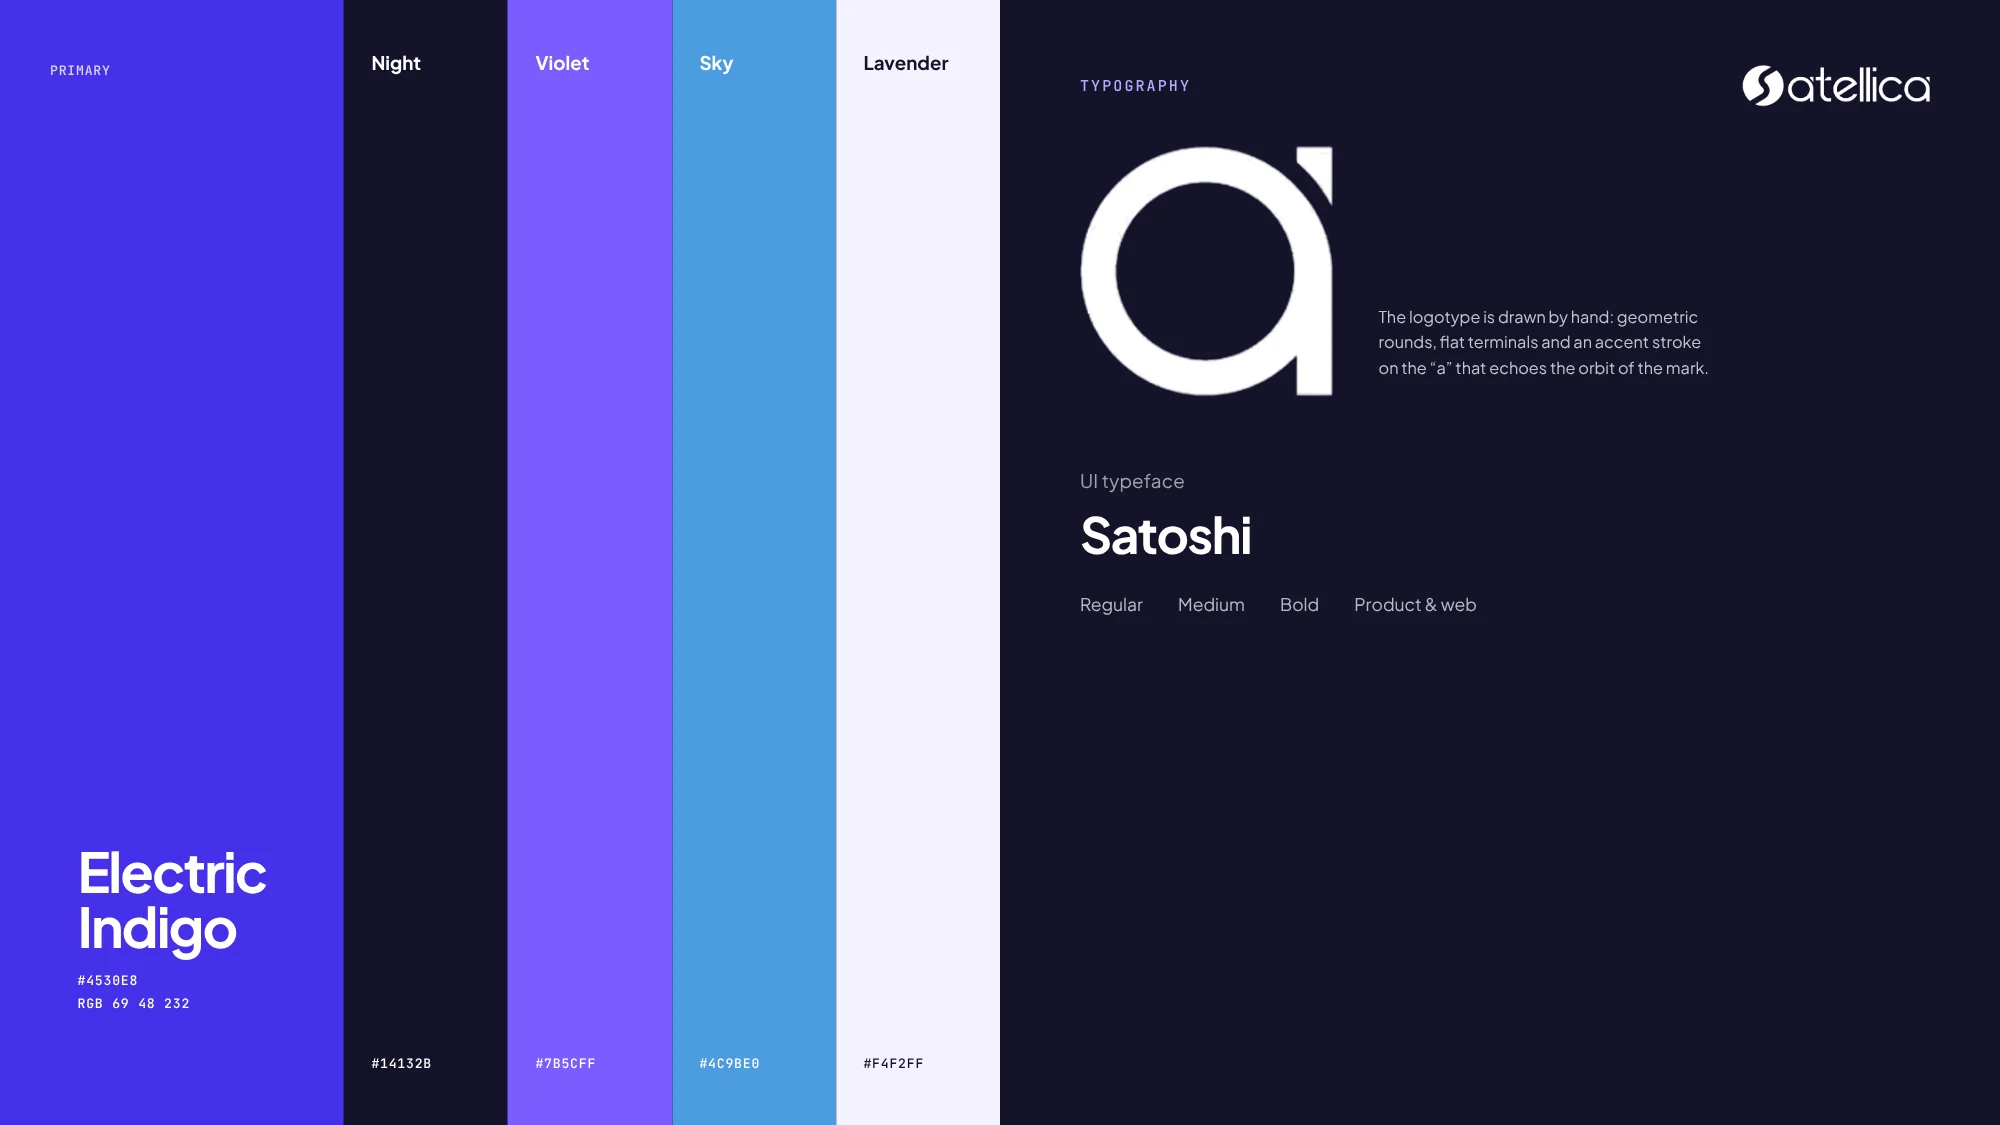 PRIMARY
Electric
Indigo
#4530E8
RGB 69 48 232
Night
#14132B
Violet
#7B5CFF
Sky
#4C9BE0
Lavender
#F4F2FF
TYPOGRAPHY
Satellica
a
The logotype is drawn by hand: geometric
rounds, flat terminals and an accent stroke
on the “a” that echoes the orbit of the mark.
UI typeface
Satoshi
Regular Medium Bold Product & web